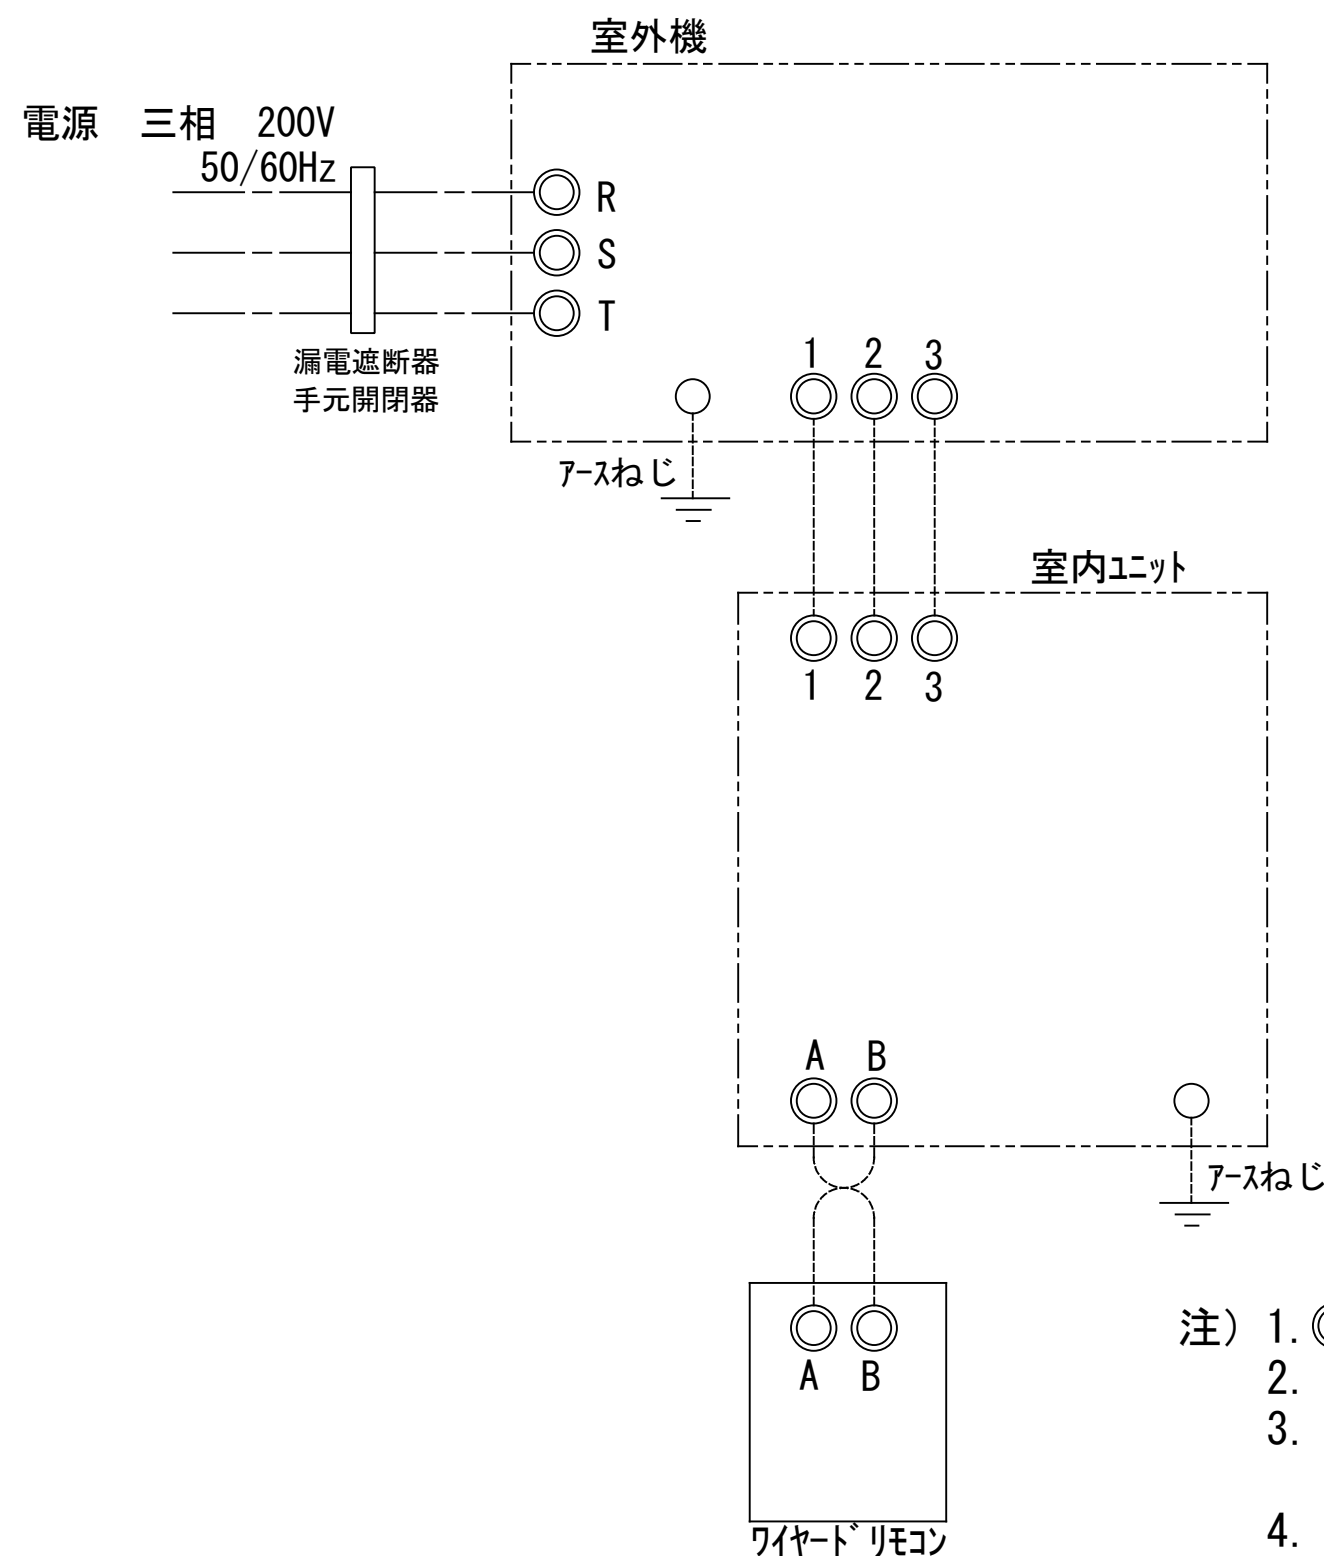 室外機
電源　三相　200V
50/60Hz
R
S
T
漏電遮断器
手元開閉器
1 2 3
ｱｰｽねじ
室内ﾕﾆｯﾄ
1 2 3
A B
ｱｰｽねじ
A B
ﾜｲﾔｰﾄﾞﾘﾓｺﾝ
注) 1. ◎
2.
3.
4.